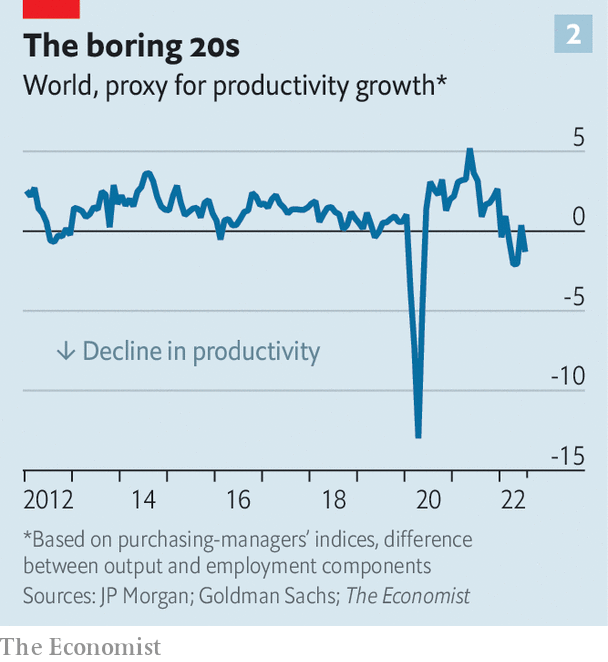 The boring 20s
2
World, proxy for productivity growth*
5
0
-5
↓ Decline in productivity
-10
-15
2012 14 16 18 20 22
*Based on purchasing-managers’ indices, difference
between output and employment components
Sources: JP Morgan; Goldman Sachs; The Economist
The Economist